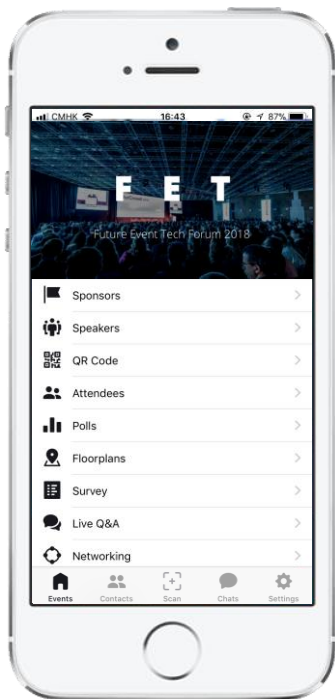 CMHK 16:43 87%
F E T
Future Event Tech Forum 2018
Sponsors
Speakers
QR Code
Attendees
Polls
Floorplans
Survey
Live Q&A
Networking
Events Contacts Scan Chats Settings